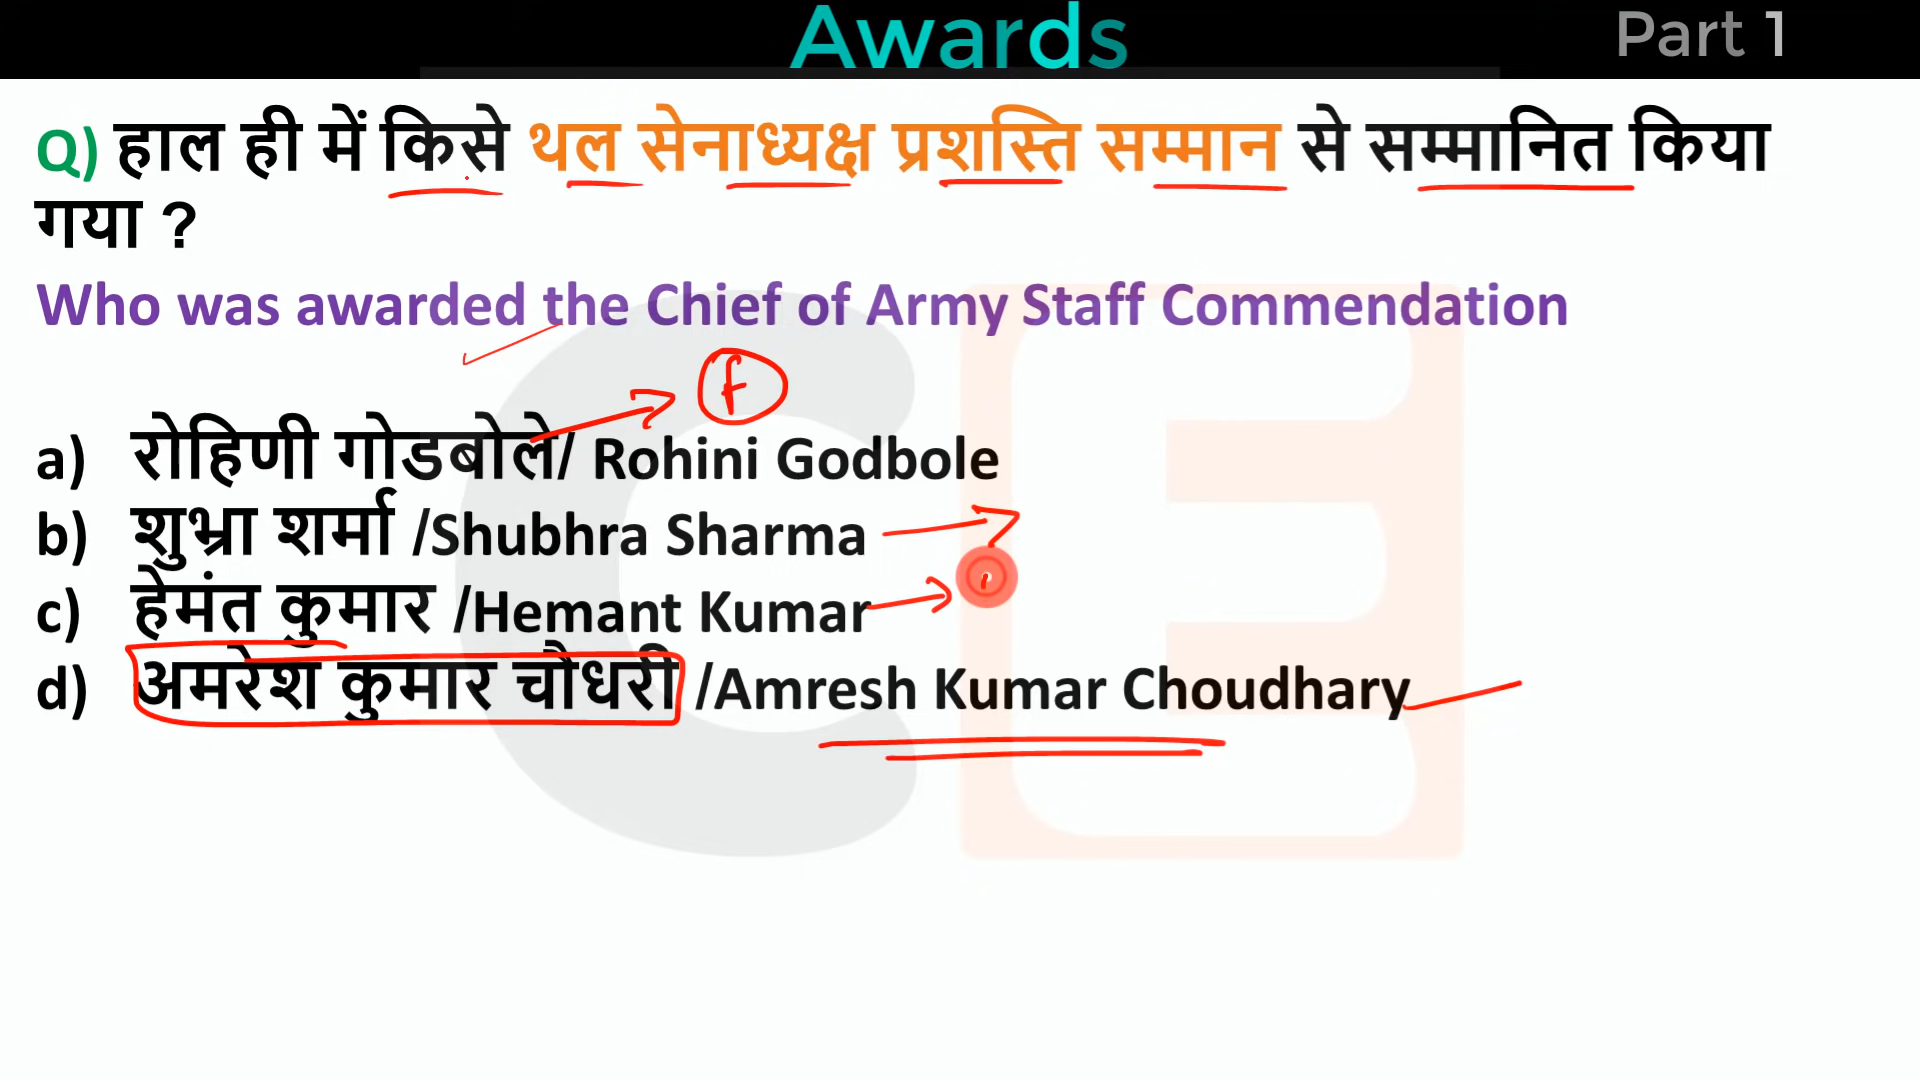 Awards
Part 1
Q) हाल ही में किसे थल सेनाध्यक्ष प्रशस्ति सम्मान से सम्मानित किया
गया ?
Who was awarded the Chief of Army Staff Commendation
f
a) रोहिणी गोडबोले/ Rohini Godbole
b) शुभ्रा शर्मा /Shubhra Sharma
c) हेमंत कुमार /Hemant Kumar
d) अमरेश कुमार चौधरी /Amresh Kumar Choudhary
CE